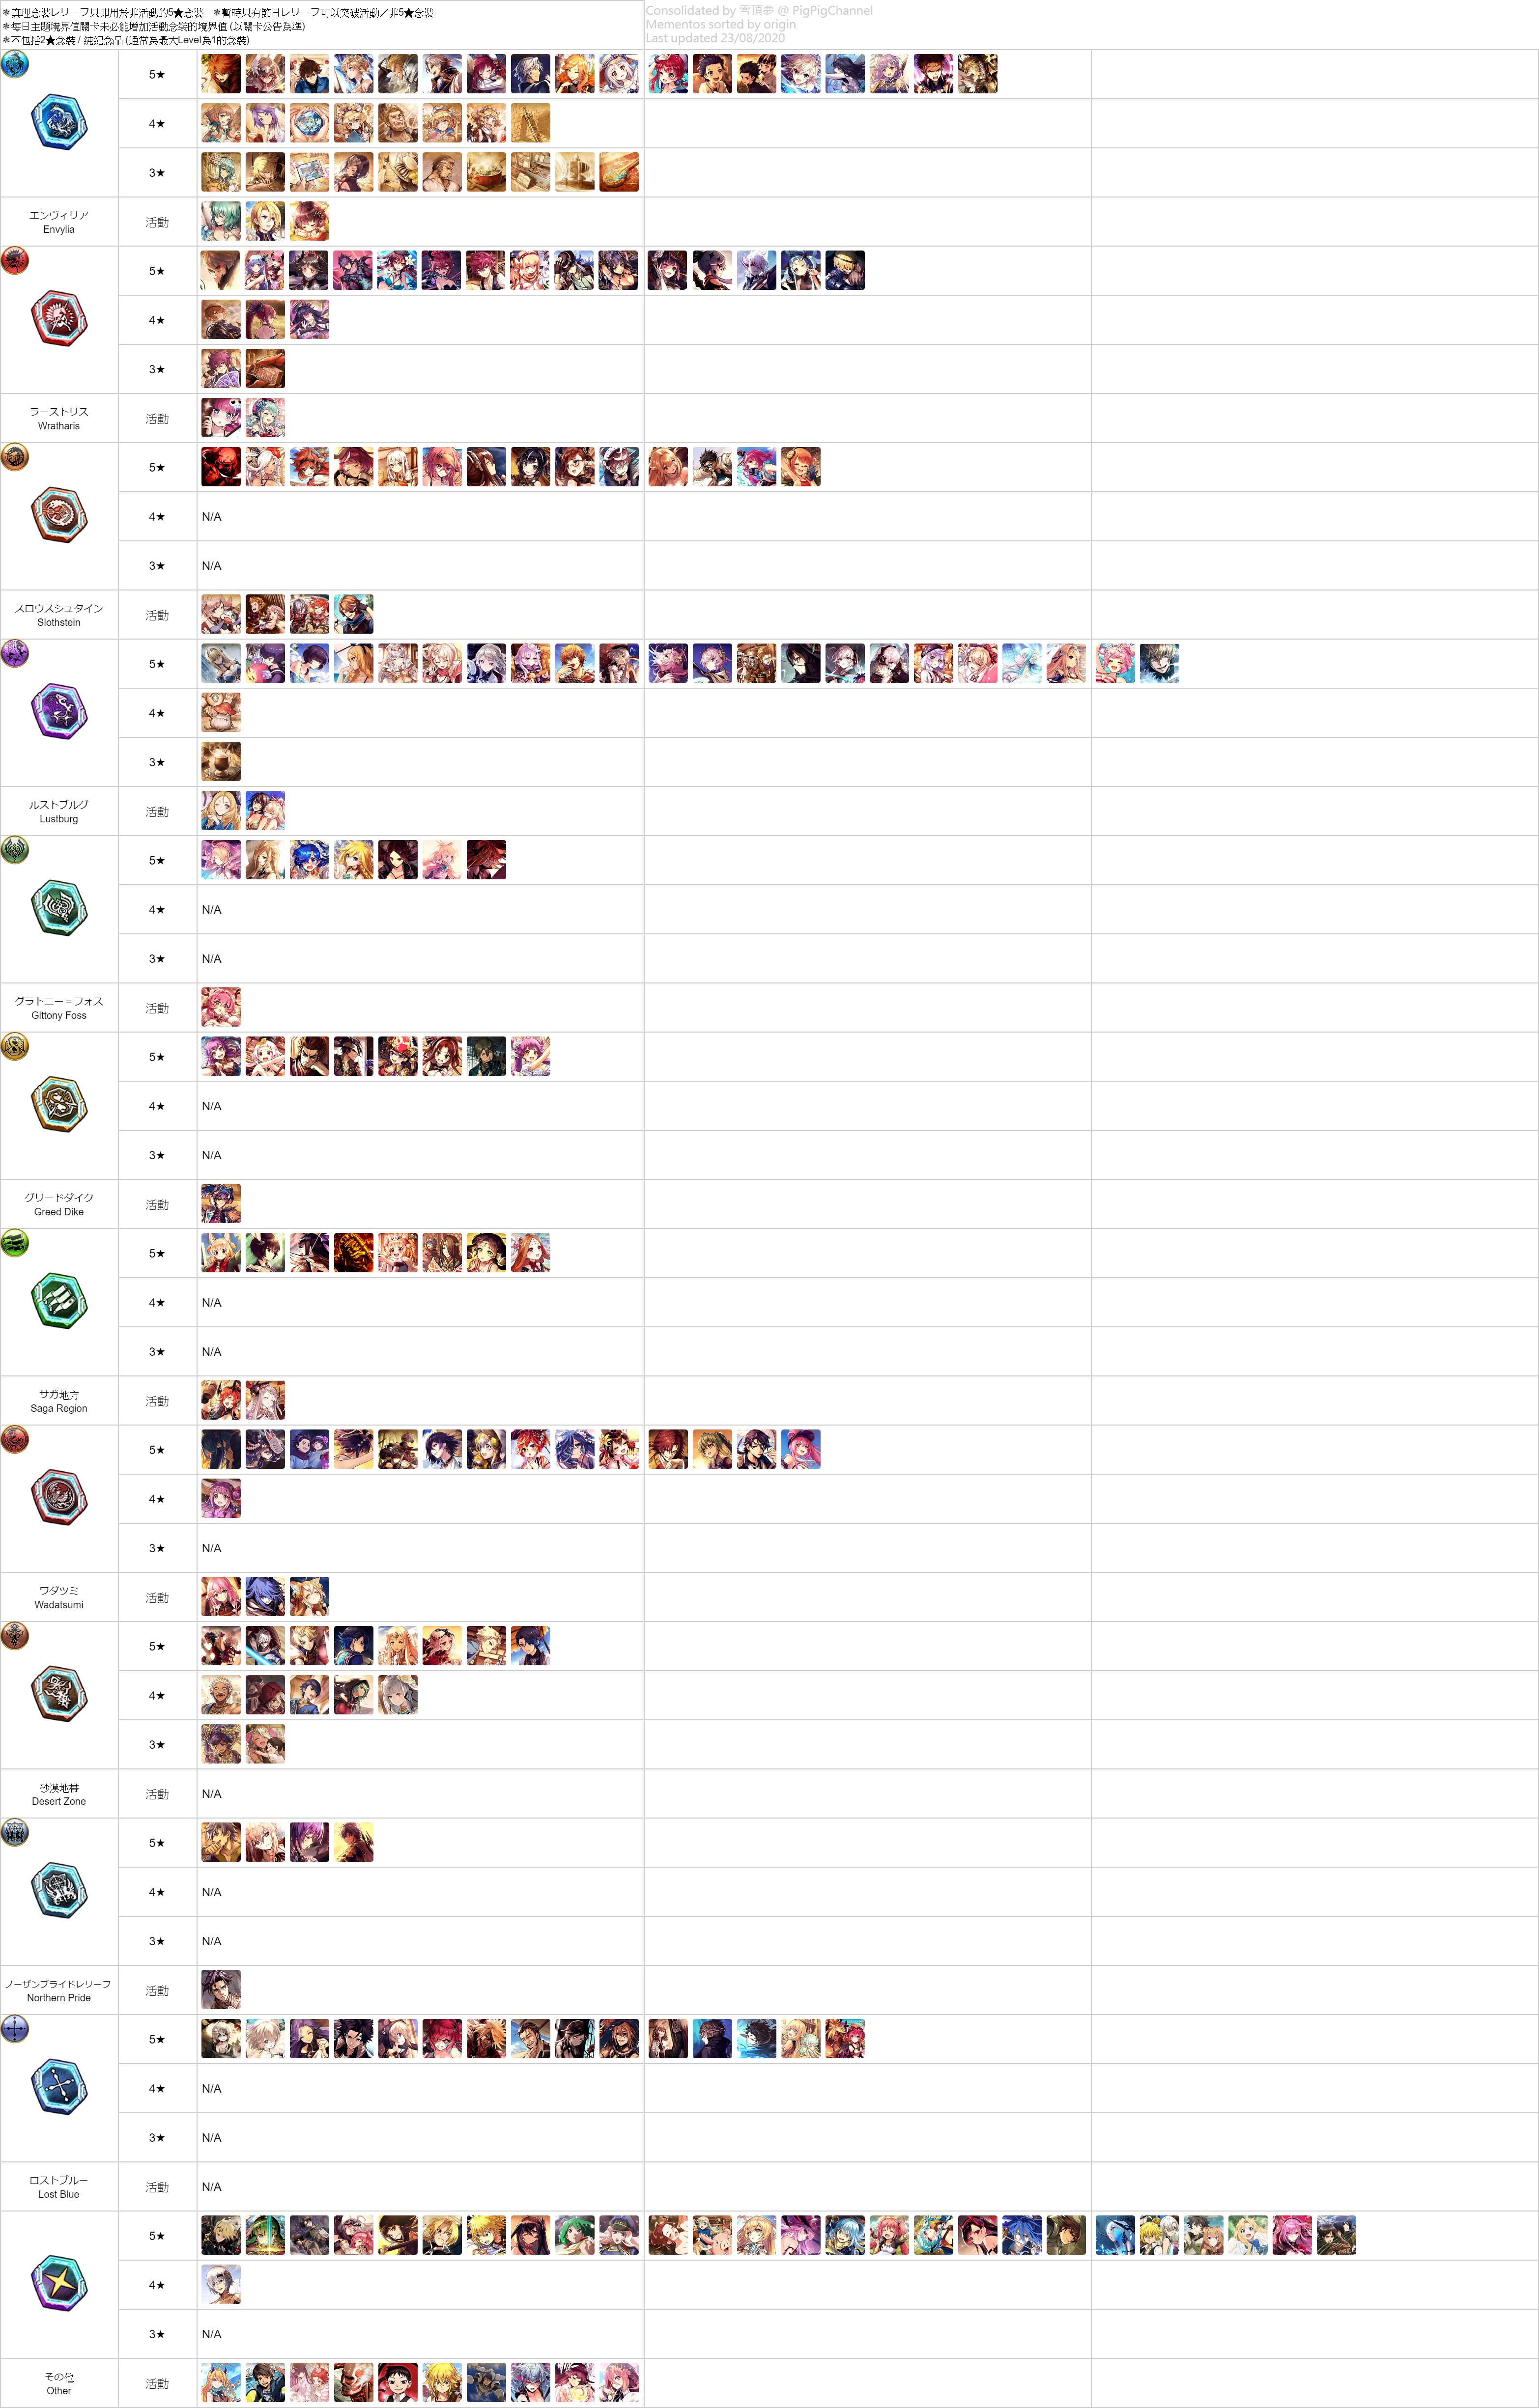 ＊真理念裝レリーフ只即用於非活動的5★念裝　＊暫時只有節日レリーフ可以突破活動／非5★念裝
＊每日主題境界值關卡未必能增加活動念裝的境界值 (以關卡公告為準)
＊不包括2★念裝 / 純紀念品 (通常為最大Level為1的念裝)
Consolidated by 雪頂夢 @ PigPigChannel
Mementos sorted by origin
Last updated 23/08/2020
5★
4★
3★
エンヴィリア
Envylia
活動
5★
4★
3★
ラーストリス
Wratharis
活動
5★
4★
N/A
3★
N/A
スロウスシュタイン
Slothstein
活動
5★
4★
3★
ルストブルグ
Lustburg
活動
5★
4★
N/A
3★
N/A
グラトニー＝フォス
Glttony Foss
活動
5★
4★
N/A
3★
N/A
グリードダイク
Greed Dike
活動
5★
4★
N/A
3★
N/A
サガ地方
Saga Region
活動
5★
4★
3★
N/A
ワダツミ
Wadatsumi
活動
5★
4★
3★
砂漠地帯
Desert Zone
活動
N/A
5★
4★
N/A
3★
N/A
ノーザンブライドレリーフ
Northern Pride
活動
5★
4★
N/A
3★
N/A
ロストブルー
Lost Blue
活動
N/A
5★
4★
3★
N/A
その他
Other
活動